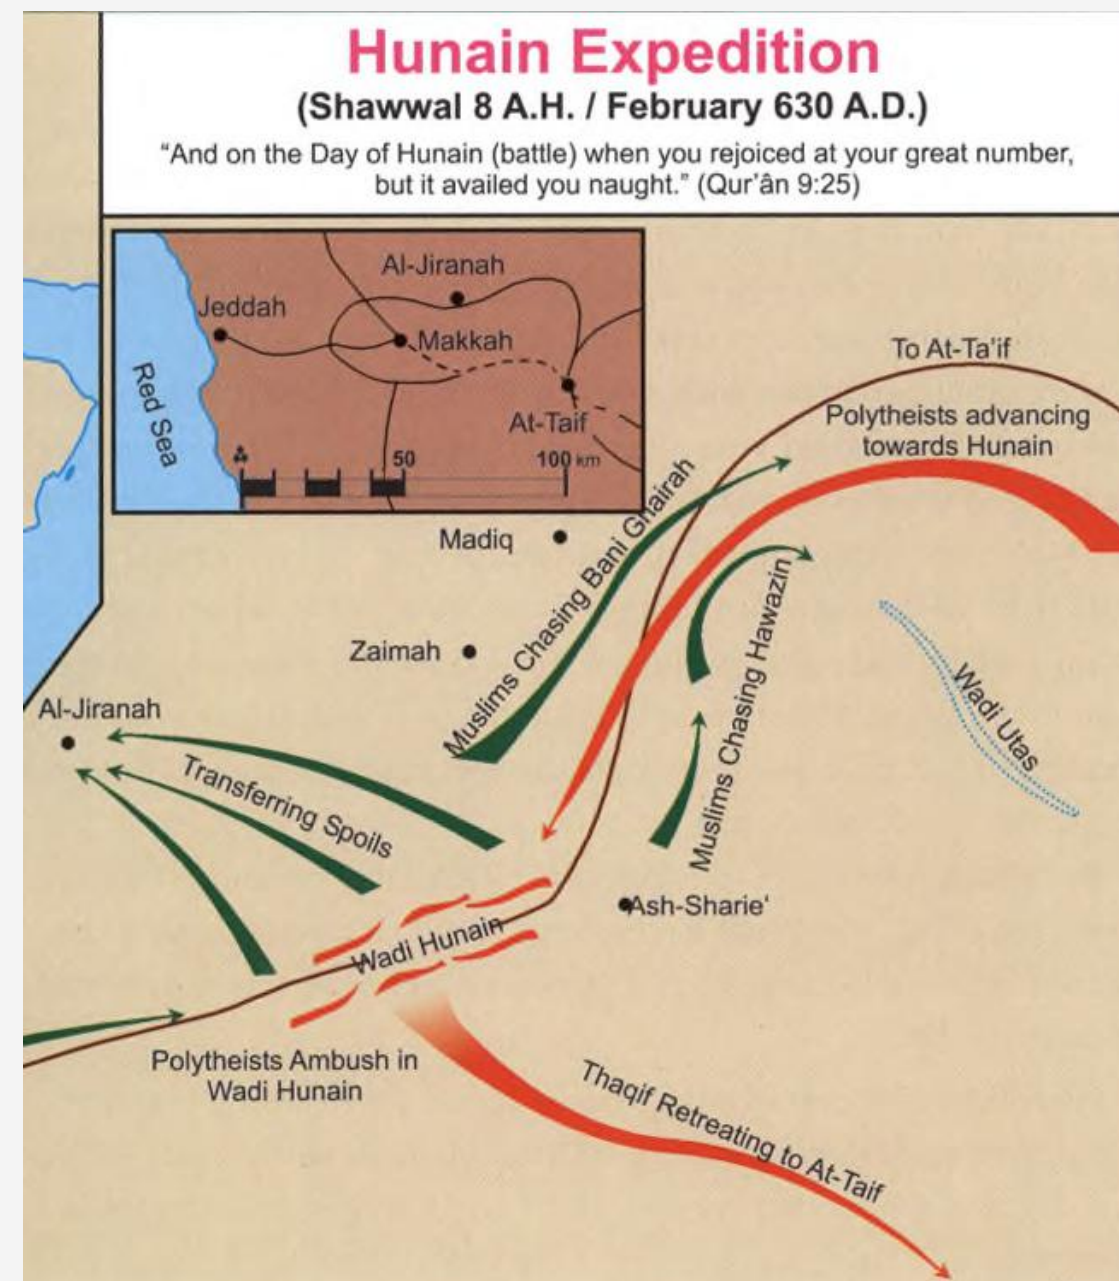 Hunain Expedition
(Shawwal 8 A.H. / February 630 A.D.)
“And on the Day of Hunain (battle) when you rejoiced at your great number,
but it availed you naught.” (Qur’ân 9:25)
Al-Jiranah
Jeddah
Makkah
Red Sea
At-Taif
50
100 km
To At-Ta'if
Polytheists advancing
towards Hunain
Madiq
Muslims Chasing Bani Ghairah
Zaimah
Muslims Chasing Hawazin
Wadi Utas
Al-Jiranah
Transferring Spoils
Ash-Sharie‘
Wadi Hunain
Polytheists Ambush in
Wadi Hunain
Thaqif Retreating to At-Taif